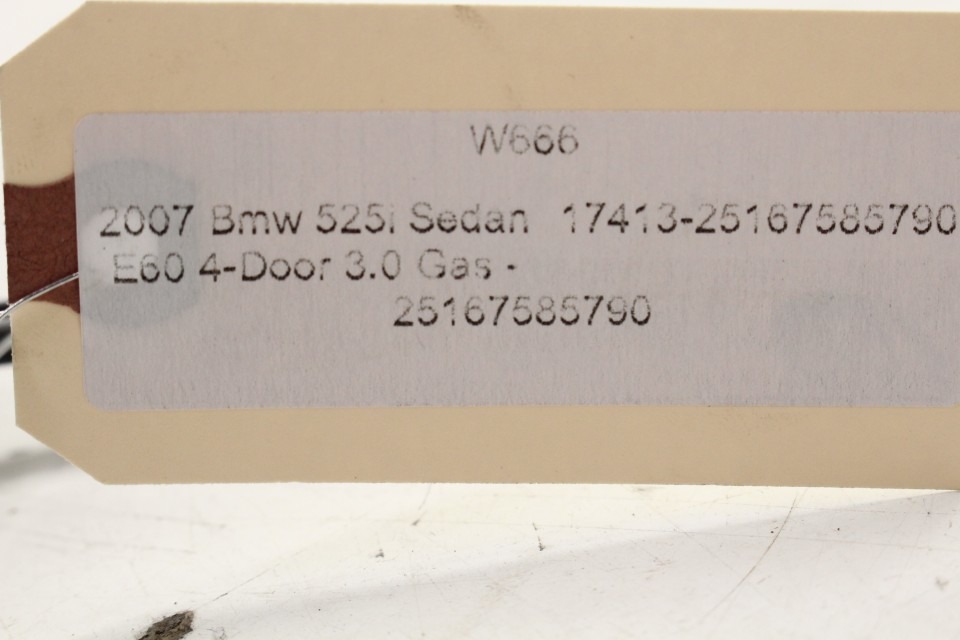 W666
2007 Bmw 525i Sedan 17413-25167585790
E60 4-Door 3.0 Gas -
25167585790